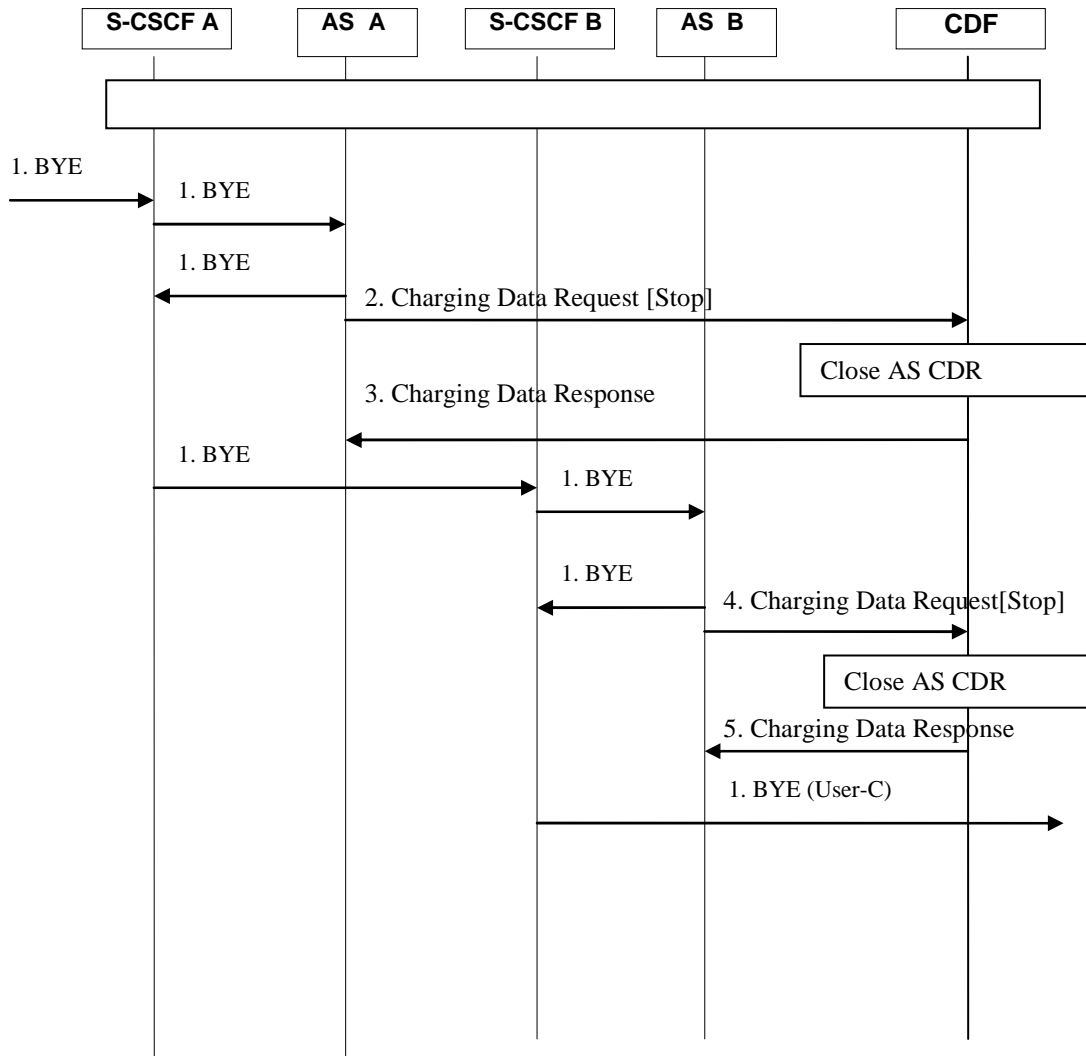 S-CSCF A
AS A
S-CSCF B
AS B
CDF
1. BYE
1. BYE
1. BYE
2. Charging Data Request [Stop]
Close AS CDR
3. Charging Data Response
1. BYE
1. BYE
1. BYE
4. Charging Data Request[Stop]
Close AS CDR
5. Charging Data Response
1. BYE (User-C)